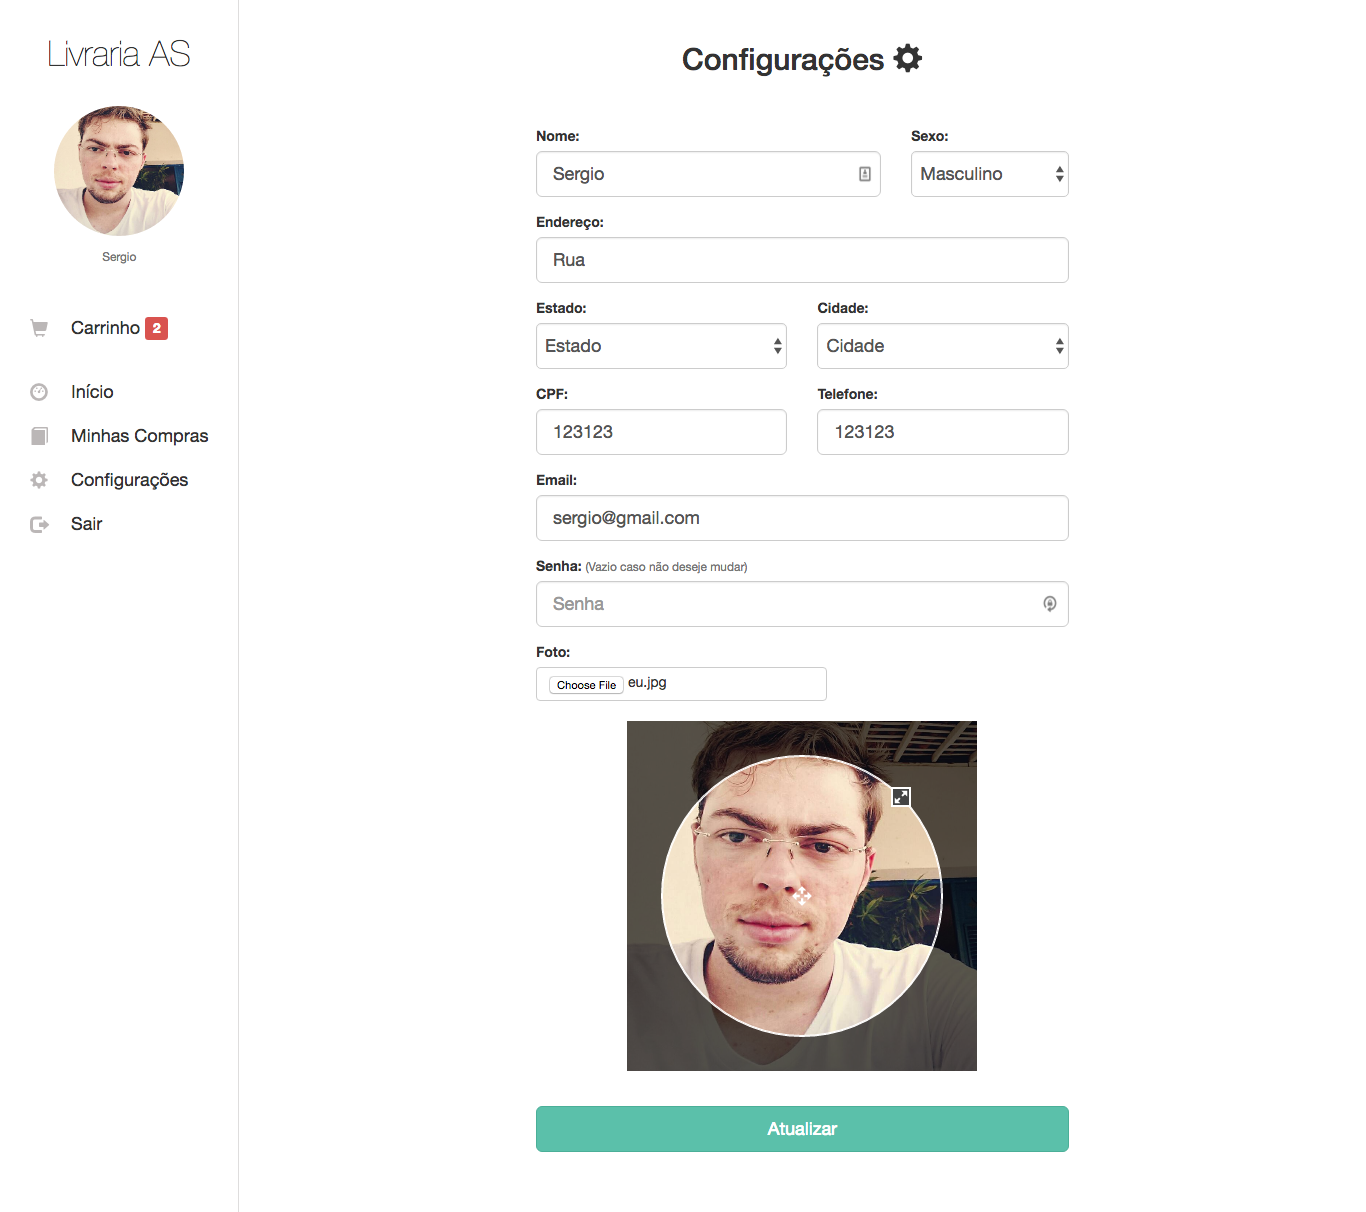 Livraria AS
Sergio
Carrinho 2
Início
Minhas Compras
Configurações
Sair
Configurações
Nome: Sexo:
Sergio Masculino
Endereço:
Rua
Estado: Cidade:
Estado Cidade
CPF: Telefone:
123123 123123
Email:
sergio@gmail.com
Senha: (Vazio caso não deseje mudar)
Senha
Foto:
Choose File eu.jpg
Atualizar